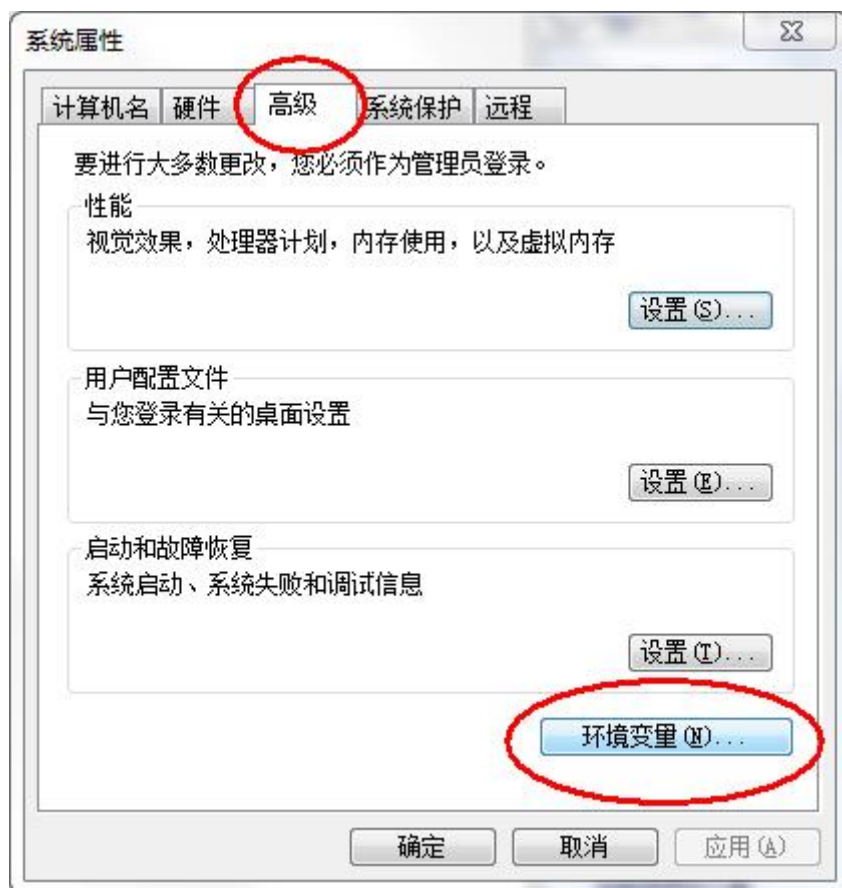 系统属性
计算机名 硬件 高级 系统保护 远程
要进行大多数更改，您必须作为管理员登录。
性能
视觉效果，处理器计划，内存使用，以及虚拟内存
设置(S)...
用户配置文件
与您登录有关的桌面设置
设置(E)...
启动和故障恢复
系统启动、系统失败和调试信息
设置(T)...
环境变量(N)...
确定 取消 应用(A)